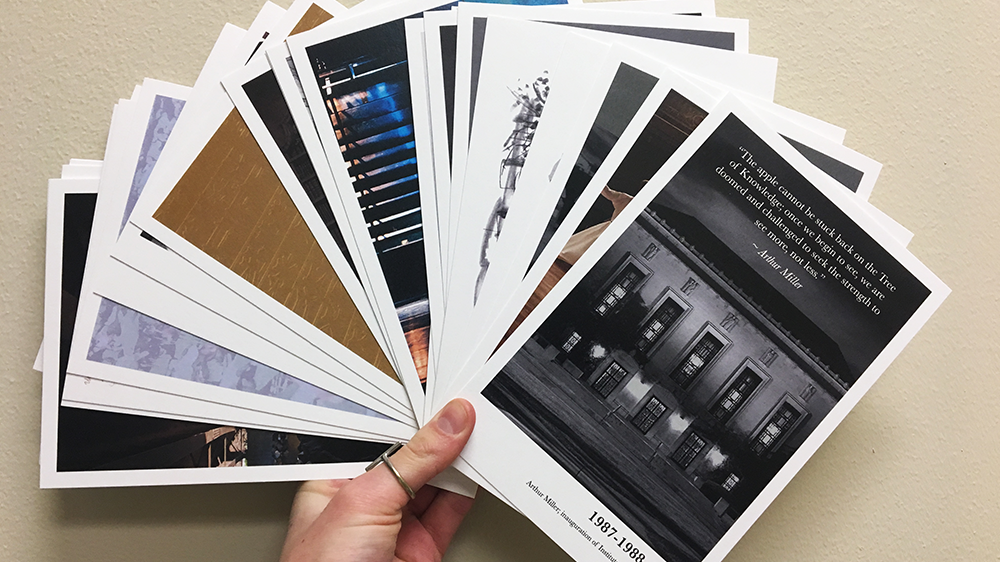 “The apple cannot be stuck back on the Tree
of Knowledge; once we begin to see, we are
doomed and challenged to seek the strength to
see more, not less.”
~ Arthur Miller
1987-1988
Arthur Miller, inauguration of